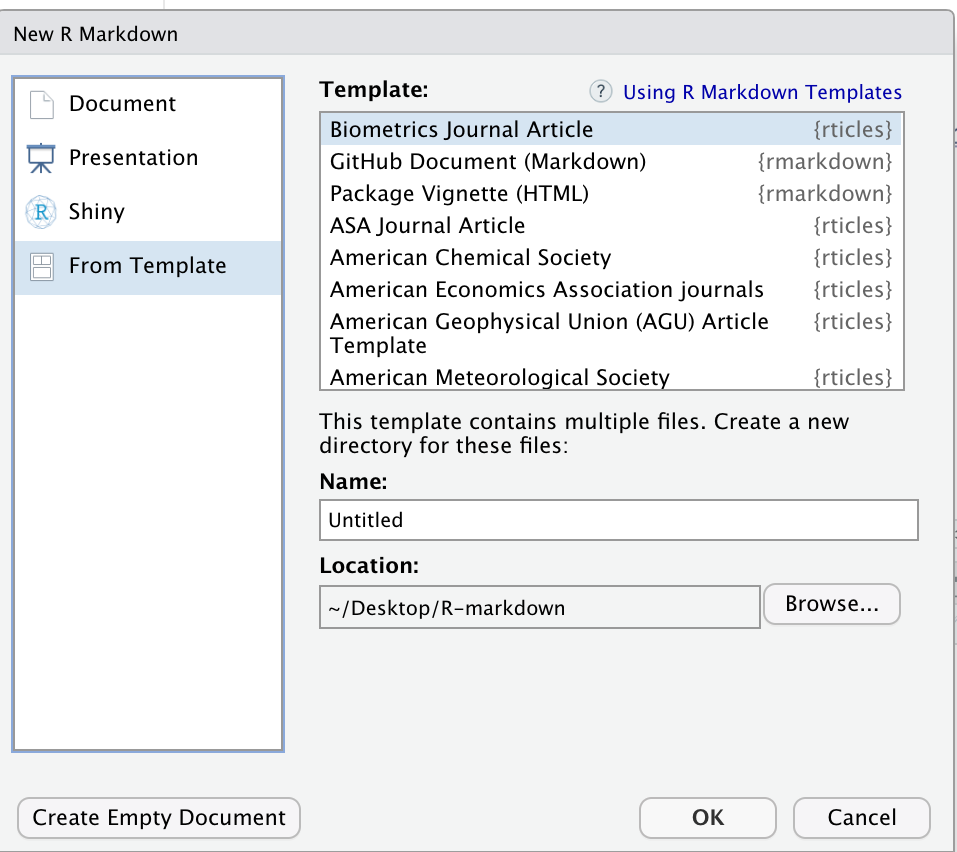 New R Markdown
Document
Presentation
Shiny
From Template
Template:
? Using R Markdown Templates
Biometrics Journal Article {rticles}
GitHub Document (Markdown) {rmarkdown}
Package Vignette (HTML) {rmarkdown}
ASA Journal Article {rticles}
American Chemical Society {rticles}
American Economics Association journals {rticles}
American Geophysical Union (AGU) Article {rticles}
Template
American Meteorological Society {rticles}
This template contains multiple files. Create a new
directory for these files:
Name:
Untitled
Location:
~/Desktop/R-markdown
Browse...
Create Empty Document
OK
Cancel